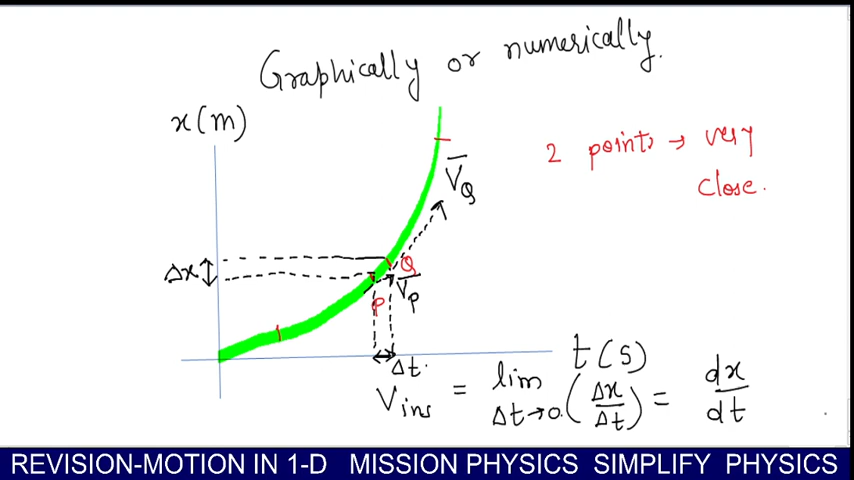 Graphically or numerically.
x(m)
2 points → very
close.
V̅Q
Δx
Q
V̅p
P
Δt.
t(s)
Vins = lim Δt→0. (Δx/Δt) = dx/dt
REVISION-MOTION IN 1-D MISSION PHYSICS SIMPLIFY PHYSICS